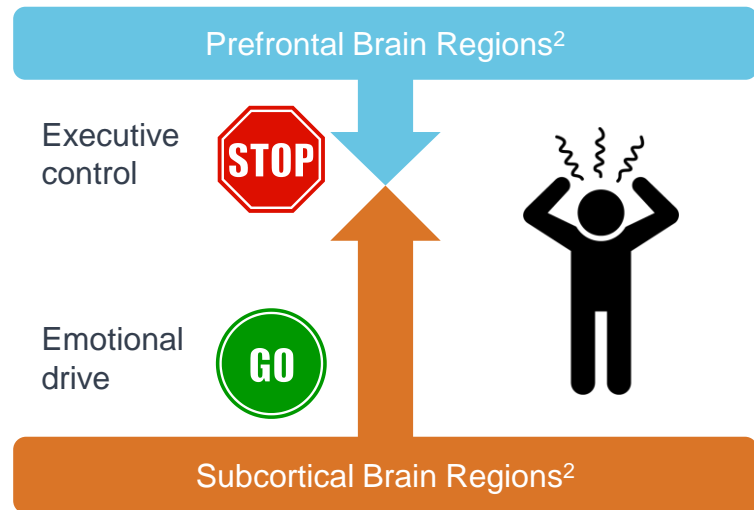 Prefrontal Brain Regions²
Executive
control
STOP
Emotional
drive
GO
Subcortical Brain Regions²